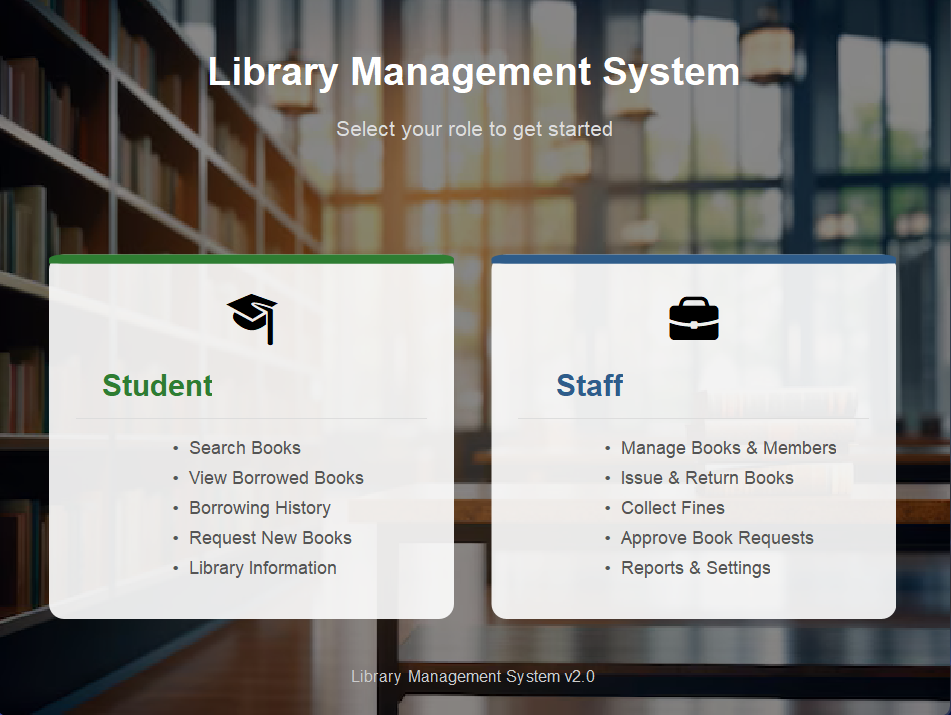 Library Management System
Select your role to get started
Student
• Search Books
• View Borrowed Books
• Borrowing History
• Request New Books
• Library Information
Staff
• Manage Books & Members
• Issue & Return Books
• Collect Fines
• Approve Book Requests
• Reports & Settings
Library Management System v2.0